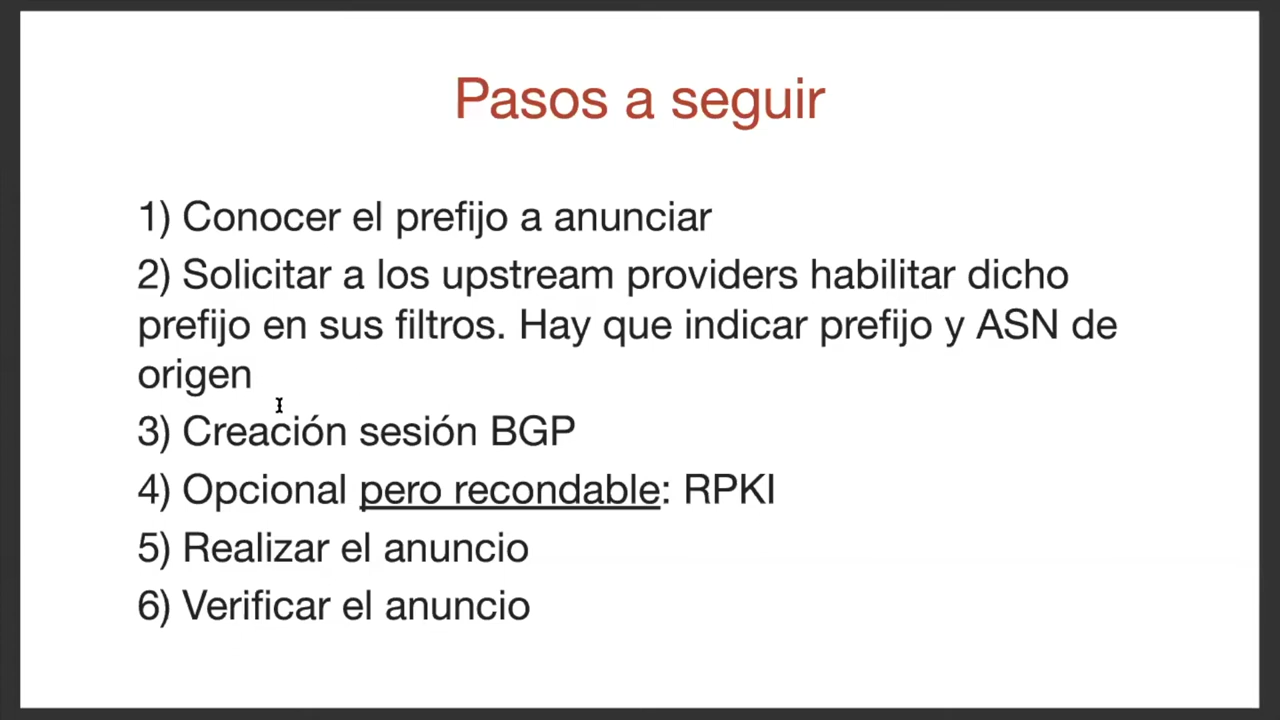 Pasos a seguir
1) Conocer el prefijo a anunciar
2) Solicitar a los upstream providers habilitar dicho
prefijo en sus filtros. Hay que indicar prefijo y ASN de
origen
3) Creación sesión BGP
4) Opcional pero recondable: RPKI
5) Realizar el anuncio
6) Verificar el anuncio